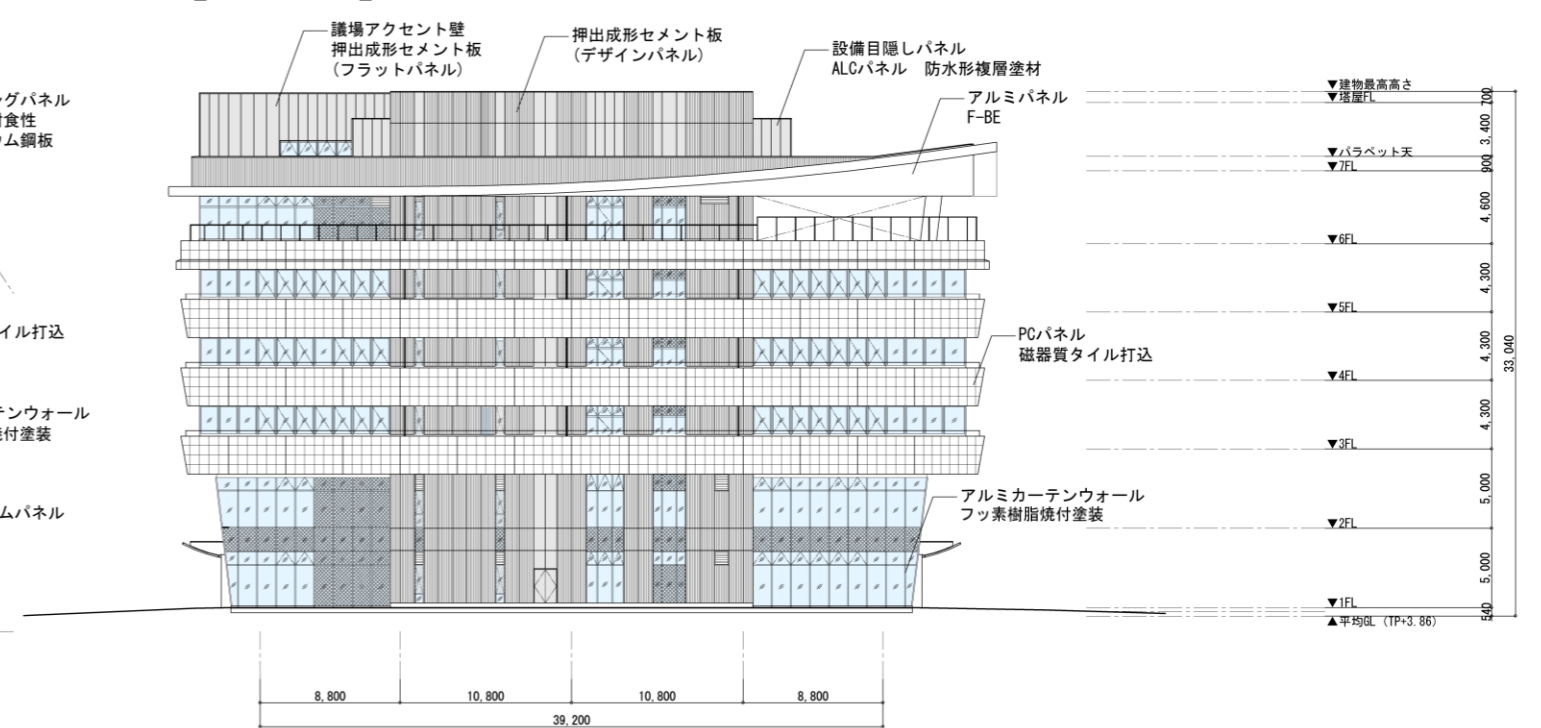 議場アクセント壁
押出成形セメント板
(フラットパネル)
押出成形セメント板
(デザインパネル)
設備目隠しパネル
ALCパネル 防水形複層塗材
アルミパネル
F-BE
グパネル
食性
ム鋼板
イル打込
テンウォール
付塗装
ムパネル
PCパネル
磁器質タイル打込
アルミカーテンウォール
フッ素樹脂焼付塗装
▼建物最高高さ
▼塔屋FL
▼パラペット天
▼7FL
▼6FL
▼5FL
▼4FL
▼3FL
▼2FL
▼1FL
▲平均GL (TP+3.86)
700
3,400
900
4,600
4,300
4,300
4,300
5,000
5,000
540
33,040
8,800
10,800
10,800
8,800
39,200